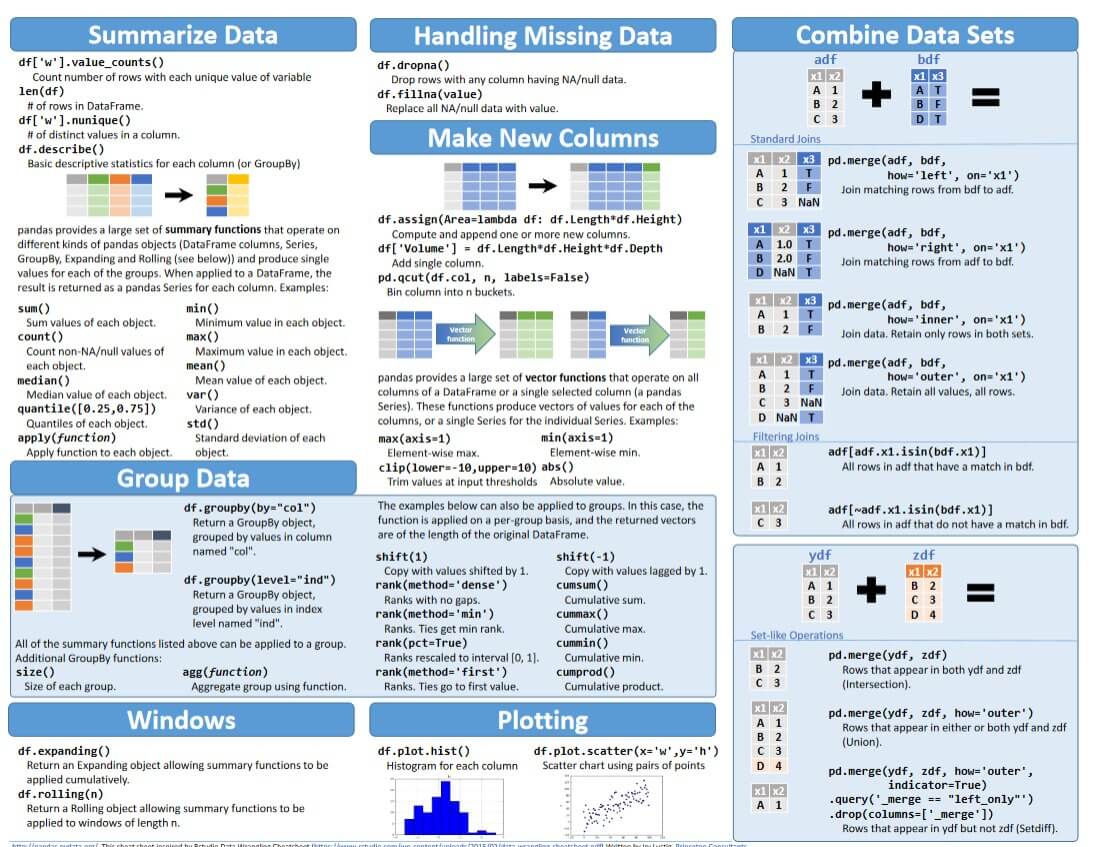 Summarize Data
df['w'].value_counts()
Count number of rows with each unique value of variable
len(df)
# of rows in DataFrame.
df['w'].nunique()
# of distinct values in a column.
df.describe()
Basic descriptive statistics for each column (or GroupBy)
pandas provides a large set of summary functions that operate on
different kinds of pandas objects (DataFrame columns, Series,
GroupBy, Expanding and Rolling (see below)) and produce single
values for each of the groups. When applied to a DataFrame, the
result is returned as a pandas Series for each column. Examples:
sum()
Sum values of each object.
count()
Count non-NA/null values of
each object.
median()
Median value of each object.
quantile([0.25,0.75])
Quantiles of each object.
apply(function)
Apply function to each object.
min()
Minimum value in each object.
max()
Maximum value in each object.
mean()
Mean value of each object.
var()
Variance of each object.
std()
Standard deviation of each
object.
Group Data
df.groupby(by="col")
Return a GroupBy object,
grouped by values in column
named "col".
df.groupby(level="ind")
Return a GroupBy object,
grouped by values in index
level named "ind".
All of the summary functions listed above can be applied to a group.
Additional GroupBy functions:
size()
Size of each group.
agg(function)
Aggregate group using function.
Windows
df.expanding()
Return an Expanding object allowing summary functions to be
applied cumulatively.
df.rolling(n)
Return a Rolling object allowing summary functions to be
applied to windows of length n.
Handling Missing Data
df.dropna()
Drop rows with any column having NA/null data.
df.fillna(value)
Replace all NA/null data with value.
Make New Columns
df.assign(Area=lambda df: df.Length*df.Height)
Compute and append one or more new columns.
df['Volume'] = df.Length*df.Height*df.Depth
Add single column.
pd.qcut(df.col, n, labels=False)
Bin column into n buckets.
Vector
function
Vector
function
pandas provides a large set of vector functions that operate on all
columns of a DataFrame or a single selected column (a pandas
Series). These functions produce vectors of values for each of the
columns, or a single Series for the individual Series. Examples:
max(axis=1)
Element-wise max.
clip(lower=-10,upper=10)
Trim values at input thresholds
min(axis=1)
Element-wise min.
abs()
Absolute value.
The examples below can also be applied to groups. In this case, the
function is applied on a per-group basis, and the returned vectors
are of the length of the original DataFrame.
shift(1)
Copy with values shifted by 1.
rank(method='dense')
Ranks with no gaps.
rank(method='min')
Ranks. Ties get min rank.
rank(pct=True)
Ranks rescaled to interval [0, 1].
rank(method='first')
Ranks. Ties go to first value.
shift(-1)
Copy with values lagged by 1.
cumsum()
Cumulative sum.
cummax()
Cumulative max.
cummin()
Cumulative min.
cumprod()
Cumulative product.
Plotting
df.plot.hist()
Histogram for each column
df.plot.scatter(x='w',y='h')
Scatter chart using pairs of points
Combine Data Sets
adf
x1 x2
A 1
B 2
C 3
+
bdf
x1 x3
A T
B F
D T
=
Standard Joins
x1 x2 x3
A 1 T
B 2 F
C 3 NaN
pd.merge(adf, bdf,
how='left', on='x1')
Join matching rows from bdf to adf.
x1 x2 x3
A 1.0 T
B 2.0 F
D NaN T
pd.merge(adf, bdf,
how='right', on='x1')
Join matching rows from adf to bdf.
x1 x2 x3
A 1 T
B 2 F
pd.merge(adf, bdf,
how='inner', on='x1')
Join data. Retain only rows in both sets.
x1 x2 x3
A 1 T
B 2 F
C 3 NaN
D NaN T
pd.merge(adf, bdf,
how='outer', on='x1')
Join data. Retain all values, all rows.
Filtering Joins
x1 x2
A 1
B 2
adf[adf.x1.isin(bdf.x1)]
All rows in adf that have a match in bdf.
x1 x2
C 3
adf[~adf.x1.isin(bdf.x1)]
All rows in adf that do not have a match in bdf.
ydf
x1 x2
A 1
B 2
C 3
+
zdf
x1 x2
B 2
C 3
D 4
=
Set-like Operations
x1 x2
B 2
C 3
pd.merge(ydf, zdf)
Rows that appear in both ydf and zdf
(Intersection).
x1 x2
A 1
B 2
C 3
D 4
pd.merge(ydf, zdf, how='outer')
Rows that appear in either or both ydf and zdf
(Union).
x1 x2
A 1
pd.merge(ydf, zdf, how='outer',
indicator=True)
.query('_merge == "left_only"')
.drop(columns=['_merge'])
Rows that appear in ydf but not zdf (Setdiff).